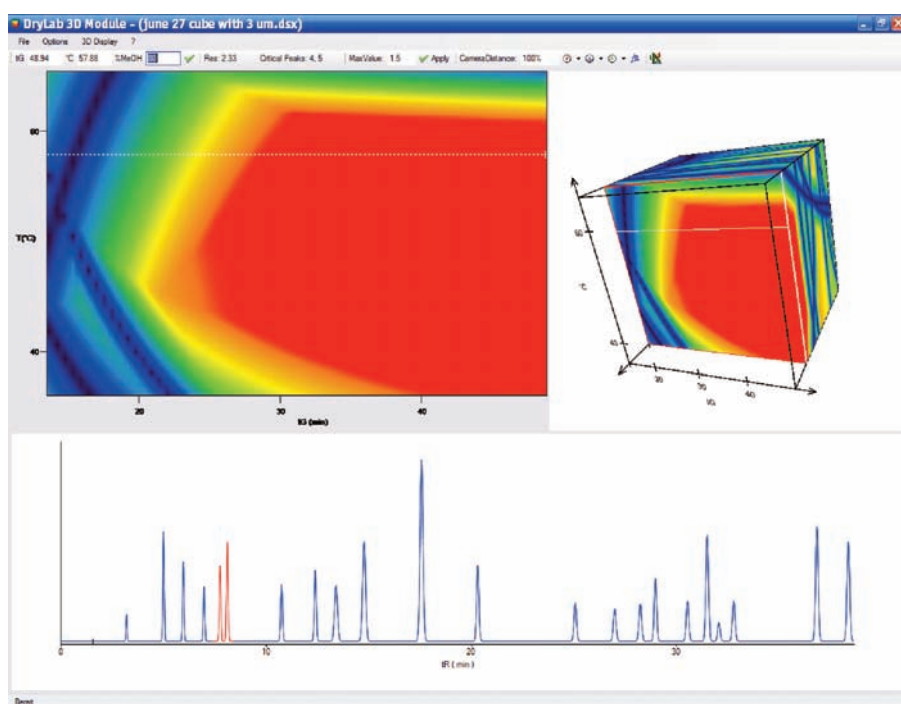 DryLab 3D Module - (june 27 cube with 3 um.dsx)
File Options 3D Display ?
tG 48.94 °C 57.88 %MeOH Res: 2.33 Critical Peaks: 4, 5 MaxValue: 1.5 Apply CameraDistance: 100%
60
T(°C)
40
20 30 40
tG (min)
°C
20 30 40
0 10 20 30
tR ( min )